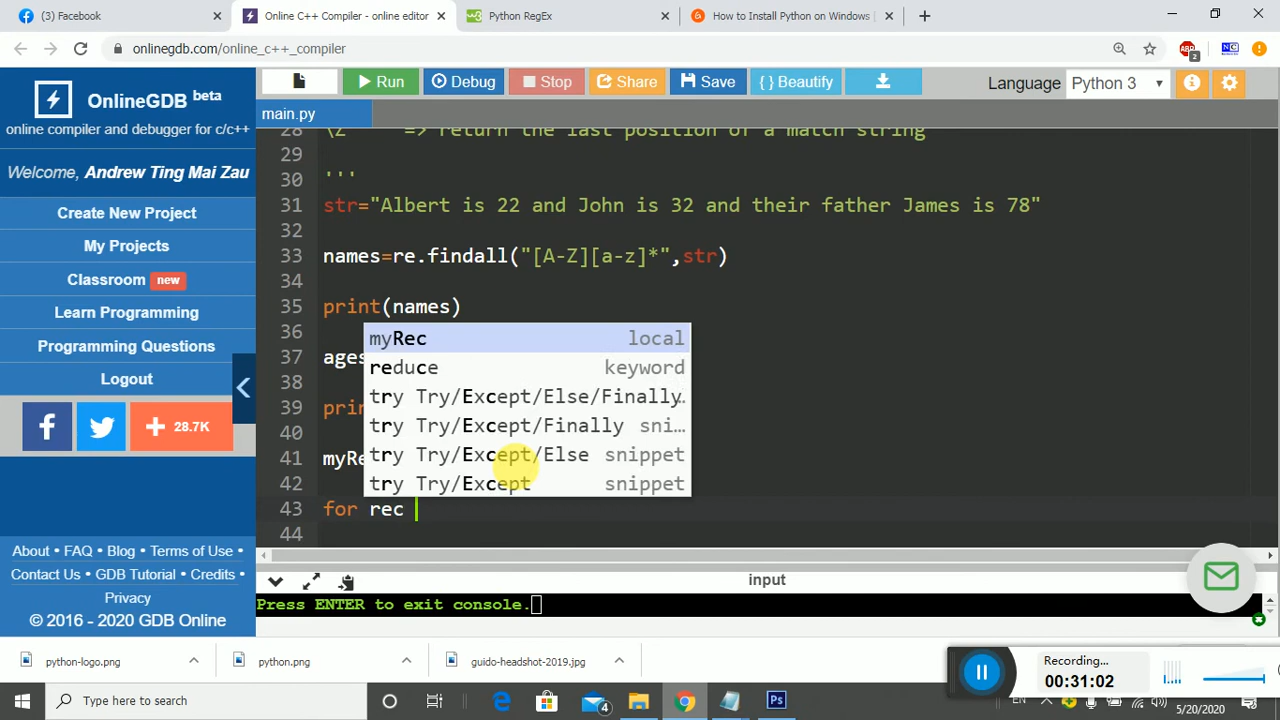 (1) Facebook
Online C++ Compiler - online editor
Python RegEx
How to Install Python on Windows |
onlinegdb.com/online_c++_compiler
2
OnlineGDB beta
online compiler and debugger for c/c++
Welcome, Andrew Ting Mai Zau
Create New Project
My Projects
Classroom new
Learn Programming
Programming Questions
Logout
28.7K
About • FAQ • Blog • Terms of Use •
Contact Us • GDB Tutorial • Credits •
Privacy
© 2016 - 2020 GDB Online
Run
Debug
Stop
Share
Save
{ } Beautify
Language Python 3
main.py
28 \Z => return the last position of a match string
29
30 '''
31 str="Albert is 22 and John is 32 and their father James is 78"
32
33 names=re.findall("[A-Z][a-z]*",str)
34
35 print(names)
36
37 ages
38
39 prin
40
41 myRe
42
43 for rec
44
myRec local
reduce keyword
try Try/Except/Else/Finally
try Try/Except/Finally sni…
try Try/Except/Else snippet
try Try/Except snippet
input
Press ENTER to exit console.
python-logo.png
python.png
guido-headshot-2019.jpg
Recording...
00:31:02
Type here to search
4
Ps
EN
5/20/2020